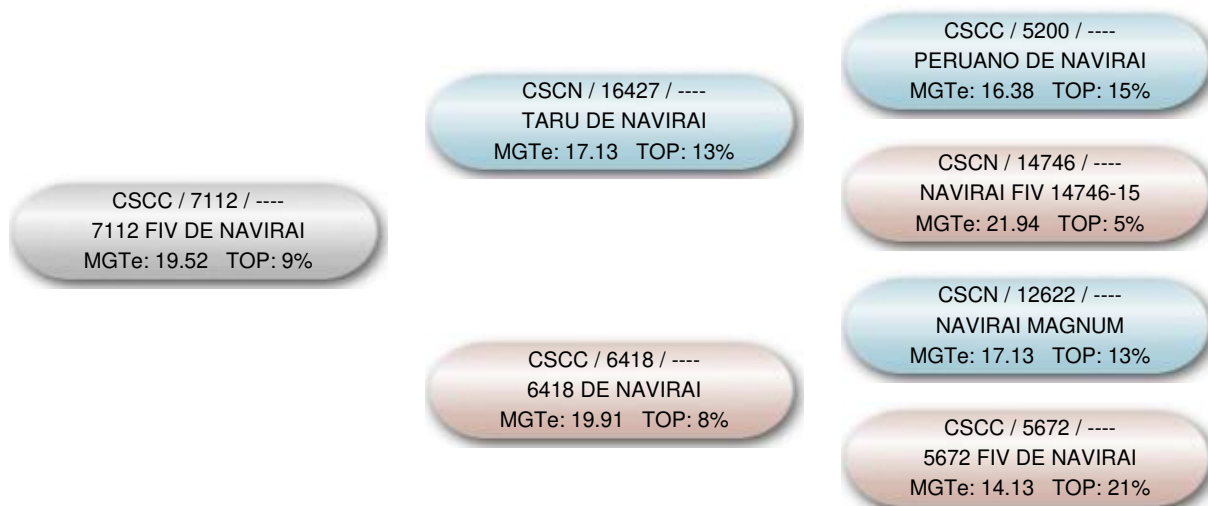 CSCC / 7112 / ----
7112 FIV DE NAVIRAI
MGTe: 19.52 TOP: 9%
CSCN / 16427 / ----
TARU DE NAVIRAI
MGTe: 17.13 TOP: 13%
CSCC / 6418 / ----
6418 DE NAVIRAI
MGTe: 19.91 TOP: 8%
CSCC / 5200 / ----
PERUANO DE NAVIRAI
MGTe: 16.38 TOP: 15%
CSCN / 14746 / ----
NAVIRAI FIV 14746-15
MGTe: 21.94 TOP: 5%
CSCN / 12622 / ----
NAVIRAI MAGNUM
MGTe: 17.13 TOP: 13%
CSCC / 5672 / ----
5672 FIV DE NAVIRAI
MGTe: 14.13 TOP: 21%